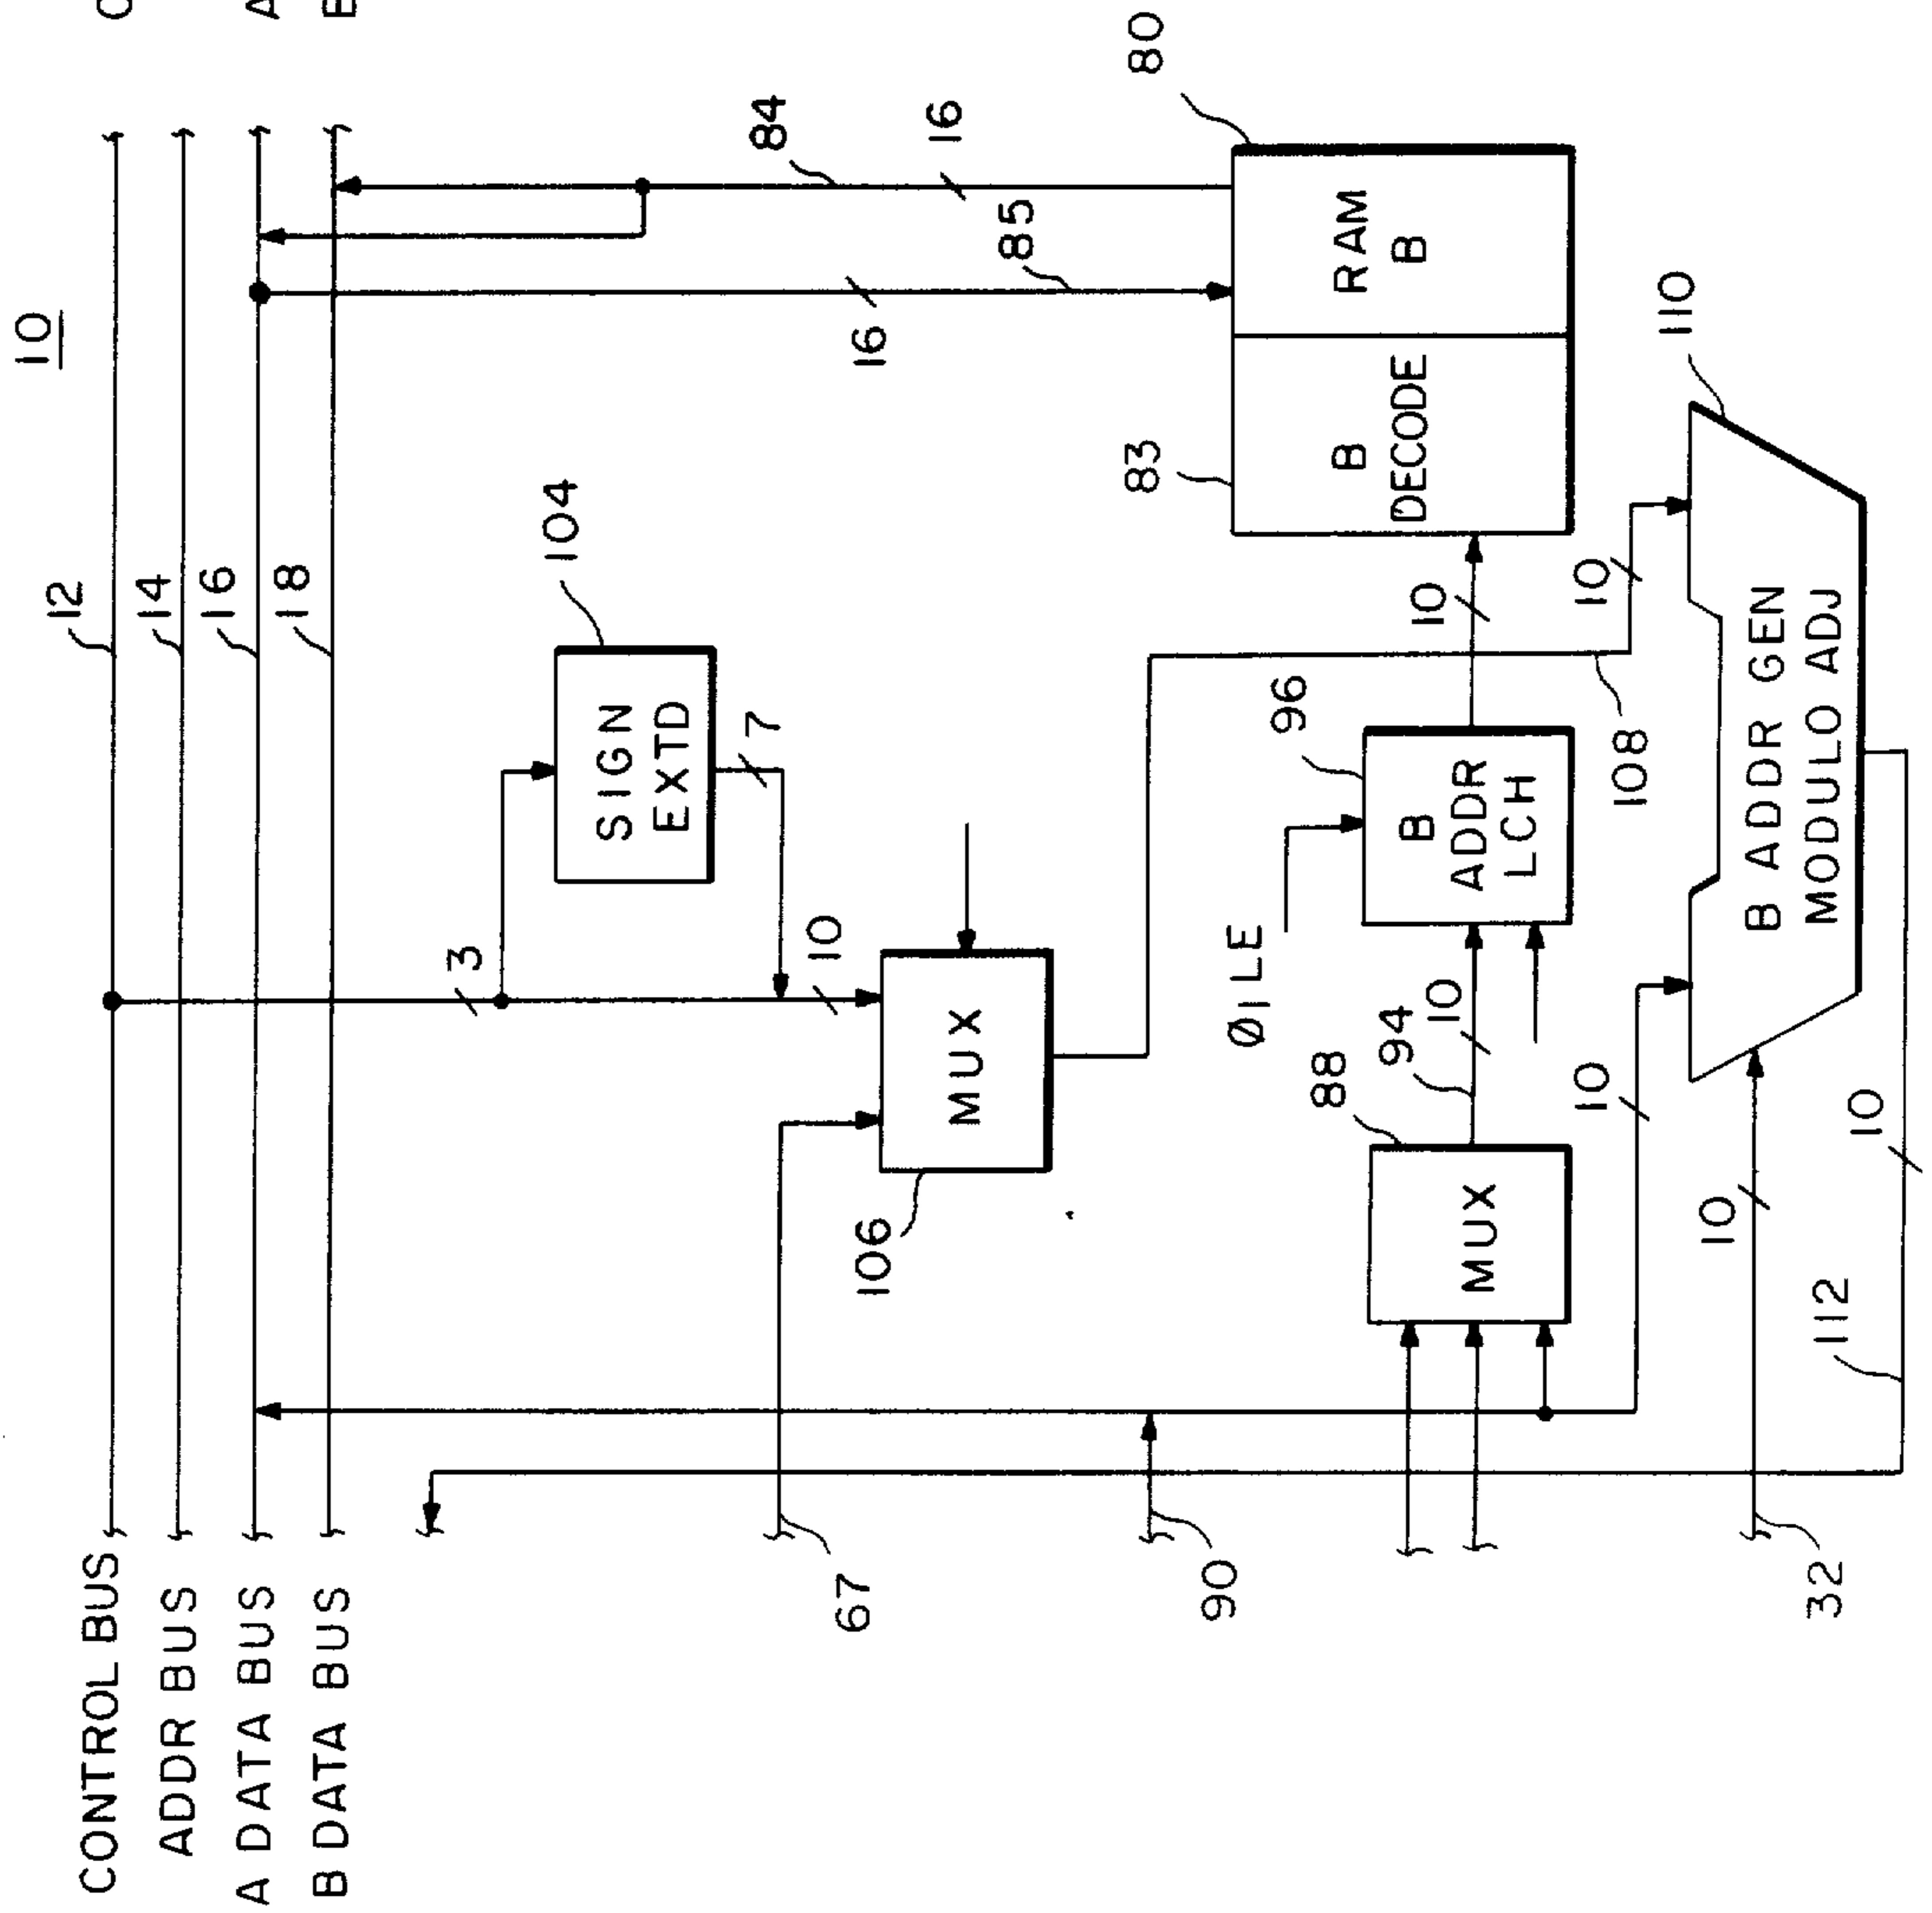 10
CONTROL BUS
12
ADDR BUS
14
A DATA BUS
16
B DATA BUS
18
C
A
B
84
16
85
16
104
SIGN
EXTD
7
3
10
MUX
106
67
90
80
RAM
B
83
B
DECODE
10
96
B
ADDR
LCH
Ø1LE
94
10
88
MUX
108
10
110
B ADDR GEN
MODULO ADJ
10
10
32
112
10